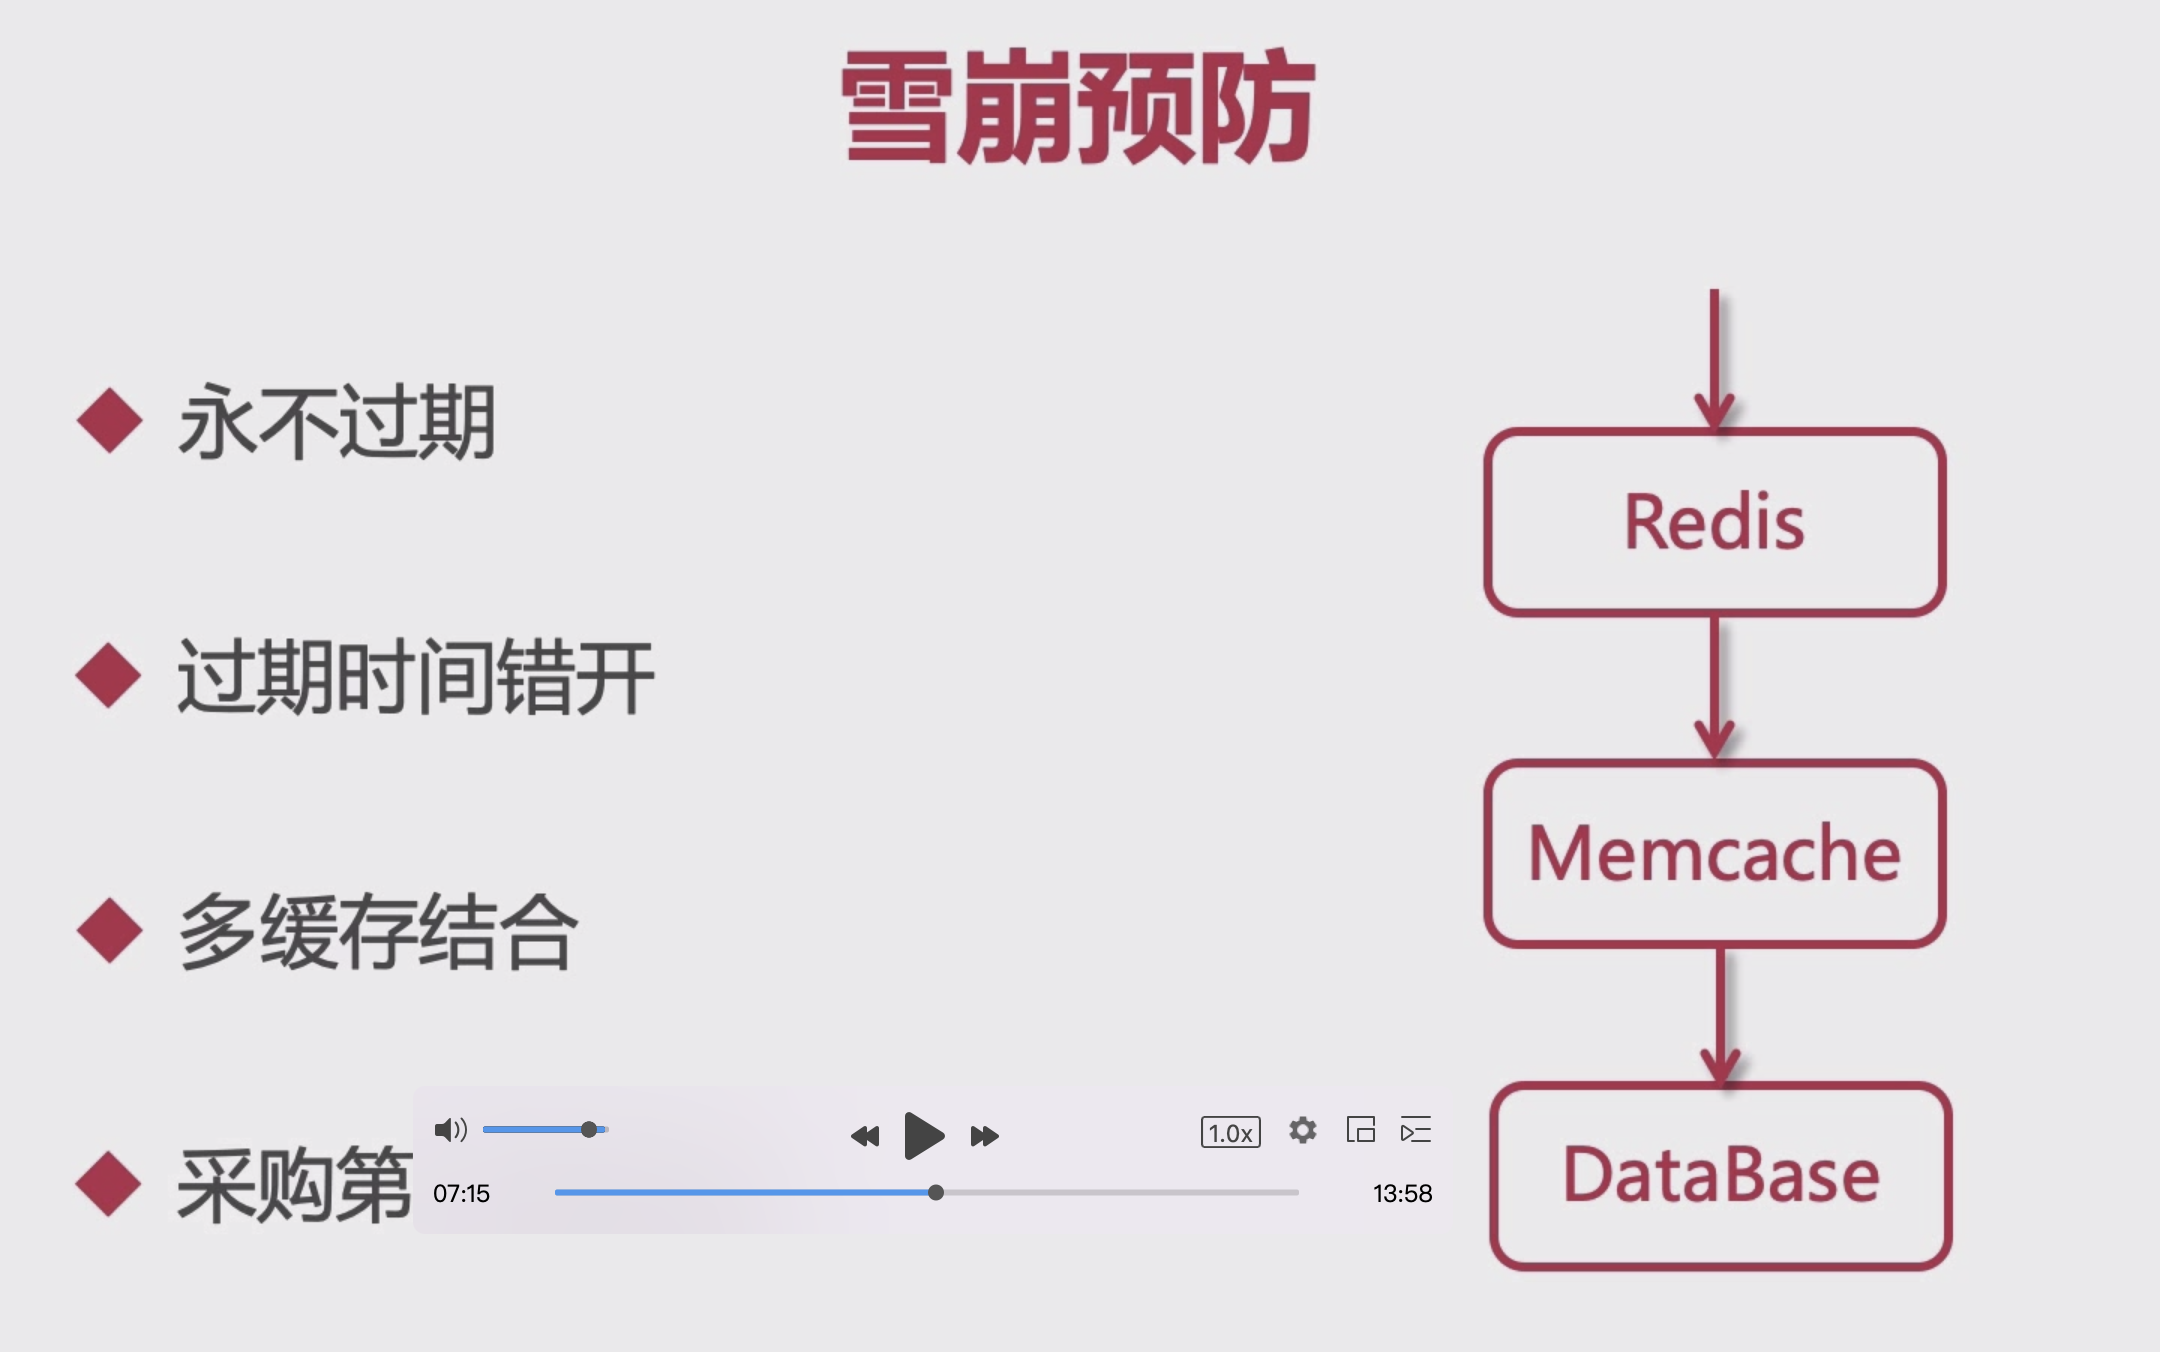 雪崩预防
永不过期
过期时间错开
多缓存结合
采购第
Redis
Memcache
DataBase
1.0x
07:15
13:58